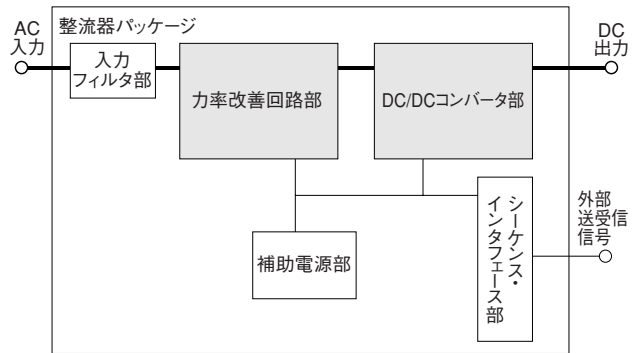 AC
入力
整流器パッケージ
DC
出力
入力
フィルタ部
力率改善回路部
DC/DCコンバータ部
補助電源部
シーケンス・
インタフェース部
外部
送受信
信号